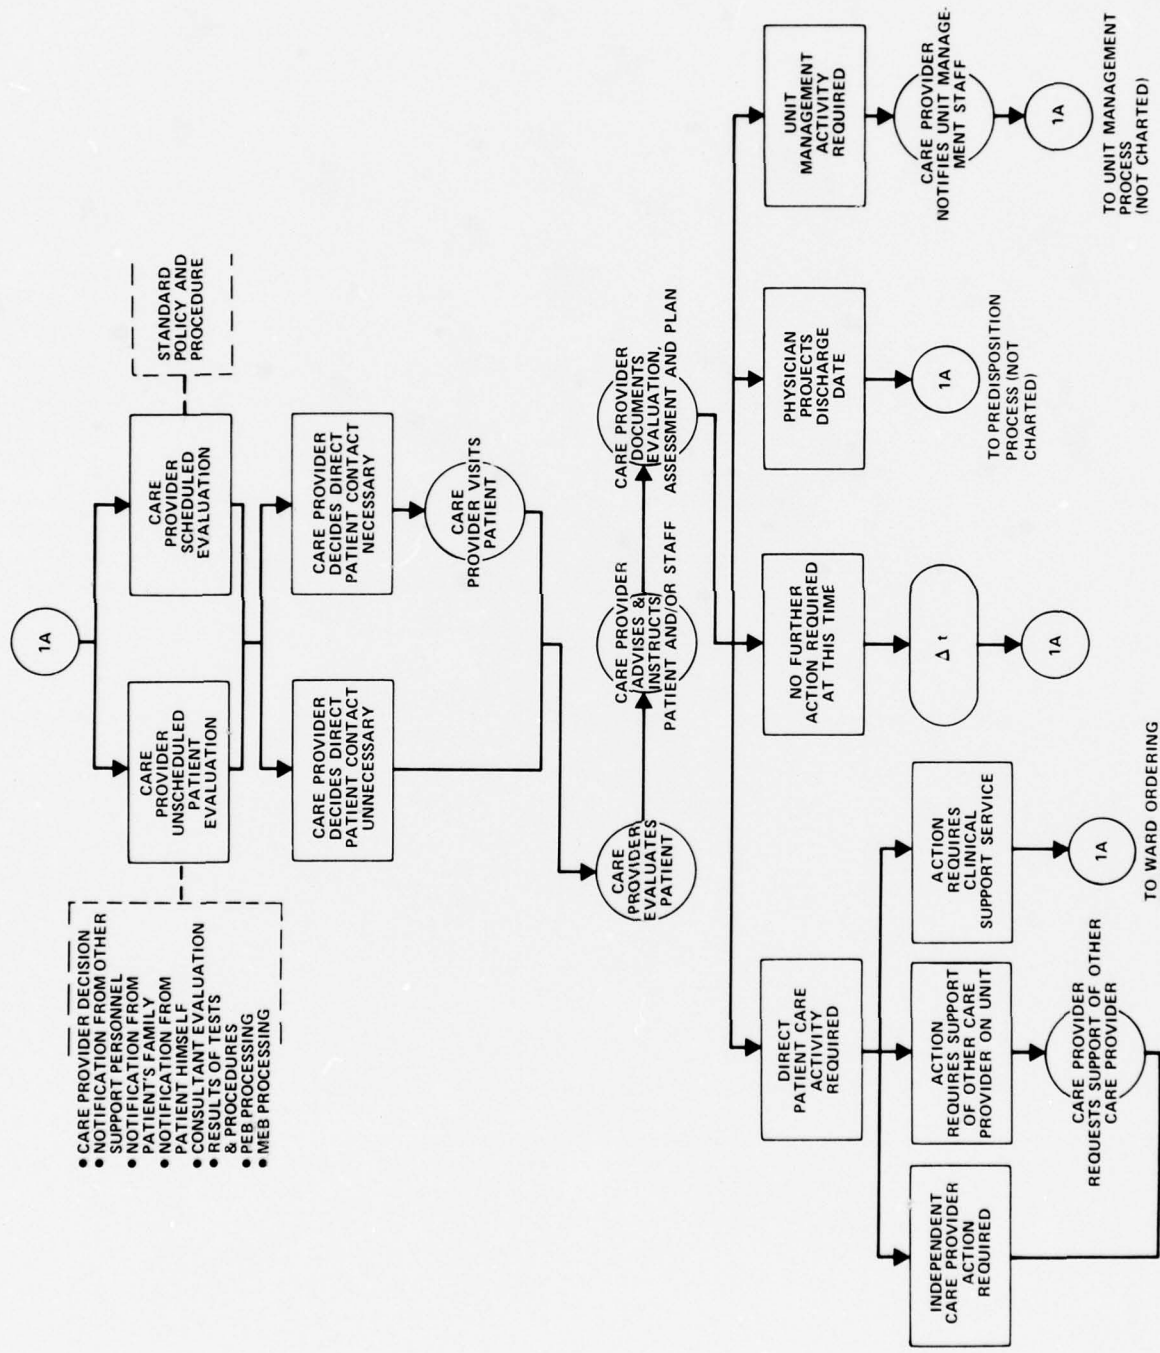 1A
CARE
PROVIDER
UNSCHEDULED
PATIENT
EVALUATION
CARE
PROVIDER
SCHEDULED
EVALUATION
STANDARD
POLICY AND
PROCEDURE
● CARE PROVIDER DECISION
● NOTIFICATION FROM OTHER
SUPPORT PERSONNEL
● NOTIFICATION FROM
PATIENT'S FAMILY
● NOTIFICATION FROM
PATIENT HIMSELF
● CONSULTANT EVALUATION
● RESULTS OF TESTS
& PROCEDURES
● PEB PROCESSING
● MEB PROCESSING
CARE PROVIDER
DECIDES DIRECT
PATIENT CONTACT
UNNECESSARY
CARE PROVIDER
DECIDES DIRECT
PATIENT CONTACT
NECESSARY
CARE
PROVIDER VISITS
PATIENT
CARE
PROVIDER
EVALUATES
PATIENT
CARE PROVIDER
ADVISES &
INSTRUCTS
PATIENT AND/OR STAFF
CARE PROVIDER
DOCUMENTS
EVALUATION,
ASSESSMENT AND PLAN
DIRECT
PATIENT CARE
ACTIVITY
REQUIRED
NO FURTHER
ACTION REQUIRED
AT THIS TIME
PHYSICIAN
PROJECTS
DISCHARGE
DATE
UNIT
MANAGEMENT
ACTIVITY
REQUIRED
INDEPENDENT
CARE PROVIDER
ACTION
REQUIRED
ACTION
REQUIRES SUPPORT
OF OTHER CARE
PROVIDER ON UNIT
ACTION
REQUIRES
CLINICAL
SUPPORT SERVICE
Δ t
1A
1A
TO PREDISPOSITION
PROCESS (NOT
CHARTED)
CARE PROVIDER
NOTIFIES UNIT MANAGE-
MENT STAFF
1A
TO UNIT MANAGEMENT
PROCESS
(NOT CHARTED)
CARE PROVIDER
REQUESTS SUPPORT OF OTHER
CARE PROVIDER
1A
TO WARD ORDERING